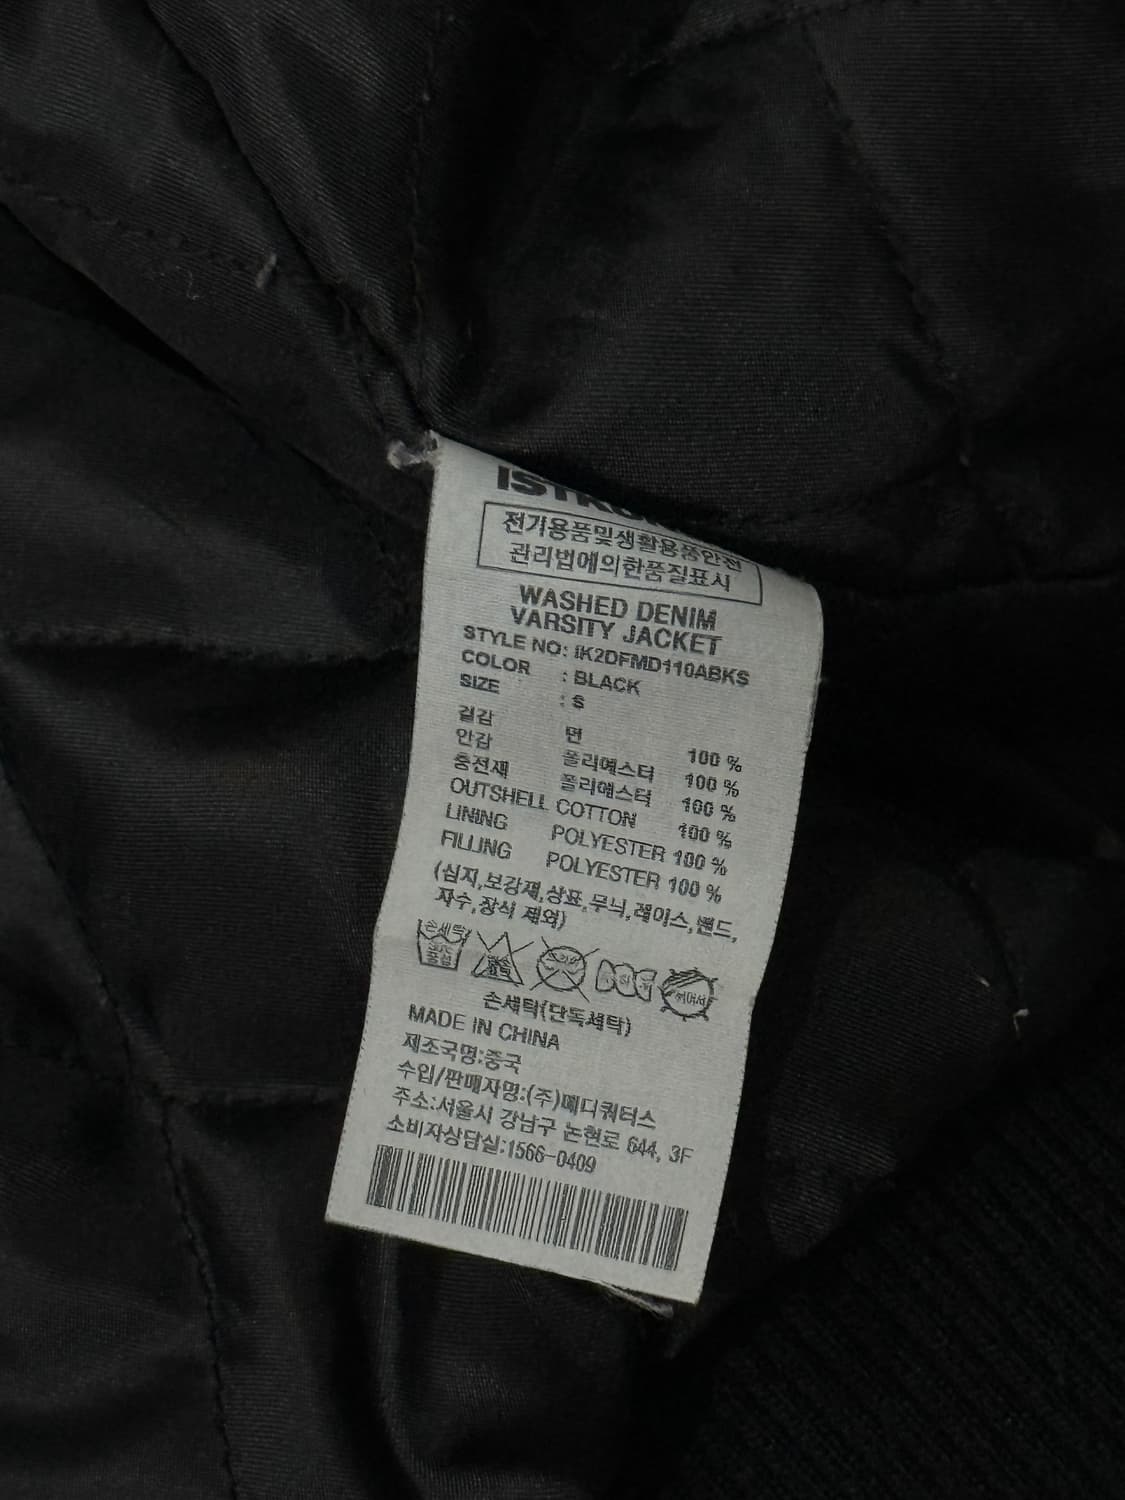 전기용품및생활용품안전
관리법에의한품질표시
WASHED DENIM
VARSITY JACKET
STYLE NO: IK2DFMD110ABKS
COLOR : BLACK
SIZE : S
겉감 면 100 %
안감 폴리에스터 100 %
충전재 폴리에스터 100 %
OUTSHELL COTTON 100 %
LINING POLYESTER 100 %
FILLING POLYESTER 100 %
(심지,보강재,상표,무늬,레이스,밴드,
자수,장식 제외)
손세탁
중성
손세탁(단독세탁)
MADE IN CHINA
제조국명:중국
수입/판매자명:(주)메디쿼터스
주소:서울시 강남구 논현로 644, 3F
소비자상담실:1566-0409